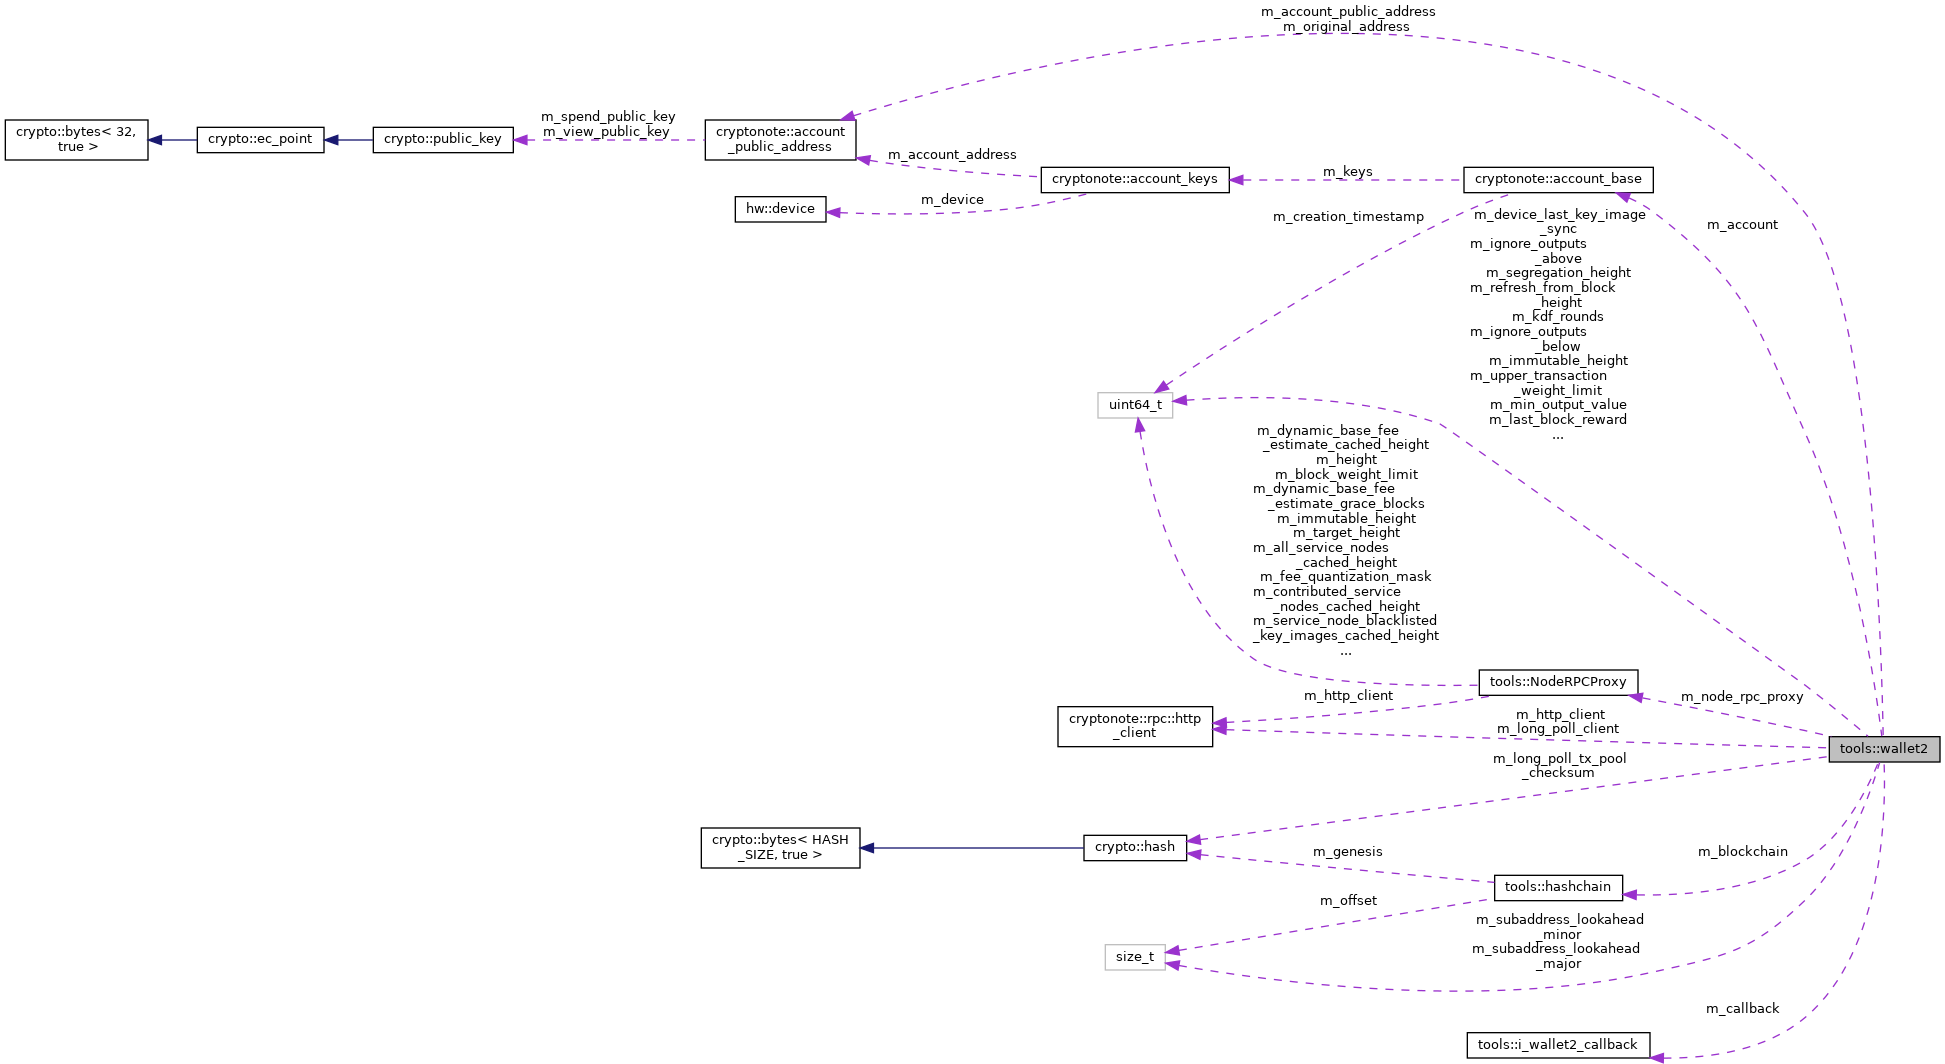 m_account_public_address
m_original_address
crypto::bytes< 32,
true >
crypto::ec_point
crypto::public_key
m_spend_public_key
m_view_public_key
cryptonote::account
_public_address
m_account_address
cryptonote::account_keys
m_keys
cryptonote::account_base
hw::device
m_device
m_creation_timestamp
m_account
m_device_last_key_image
_sync
m_ignore_outputs
_above
m_segregation_height
m_refresh_from_block
_height
m_kdf_rounds
m_ignore_outputs
_below
m_immutable_height
m_upper_transaction
_weight_limit
m_min_output_value
m_last_block_reward
...
uint64_t
m_dynamic_base_fee
_estimate_cached_height
m_height
m_block_weight_limit
m_dynamic_base_fee
_estimate_grace_blocks
m_immutable_height
m_target_height
m_all_service_nodes
_cached_height
m_fee_quantization_mask
m_contributed_service
_nodes_cached_height
m_service_node_blacklisted
_key_images_cached_height
...
tools::NodeRPCProxy
m_http_client
m_node_rpc_proxy
cryptonote::rpc::http
_client
m_http_client
m_long_poll_client
tools::wallet2
m_long_poll_tx_pool
_checksum
crypto::bytes< HASH
_SIZE, true >
crypto::hash
m_genesis
m_blockchain
tools::hashchain
m_offset
m_subaddress_lookahead
_minor
m_subaddress_lookahead
_major
size_t
m_callback
tools::i_wallet2_callback